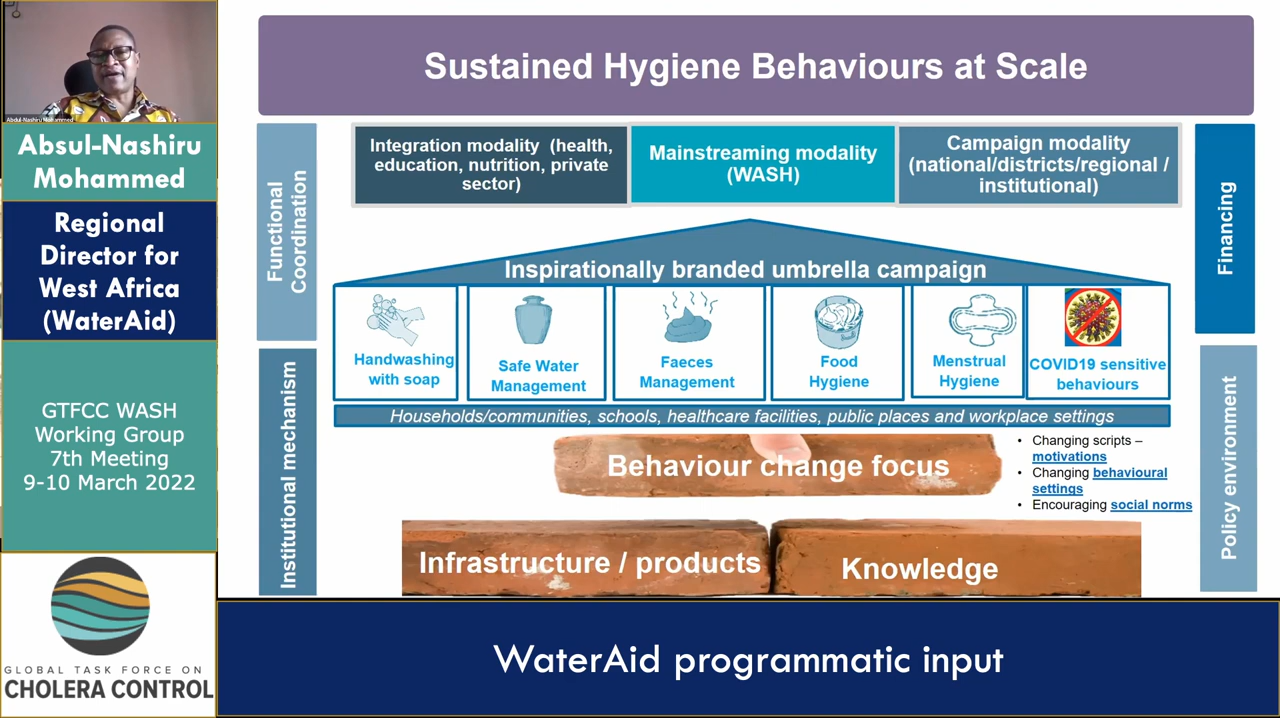 Abdul-Nashiru Mohammed
Absul-Nashiru
Mohammed
Regional
Director for
West Africa
(WaterAid)
GTFCC WASH
Working Group
7th Meeting
9-10 March 2022
GLOBAL TASK FORCE ON
CHOLERA CONTROL
Sustained Hygiene Behaviours at Scale
Functional
Coordination
Institutional mechanism
Integration modality (health,
education, nutrition, private
sector)
Mainstreaming modality
(WASH)
Campaign modality
(national/districts/regional /
institutional)
Financing
Policy environment
Inspirationally branded umbrella campaign
Handwashing
with soap
Safe Water
Management
Faeces
Management
Food
Hygiene
Menstrual
Hygiene
COVID19 sensitive
behaviours
Households/communities, schools, healthcare facilities, public places and workplace settings
Behaviour change focus
• Changing scripts –
motivations
• Changing behavioural
settings
• Encouraging social norms
Infrastructure / products
Knowledge
WaterAid programmatic input